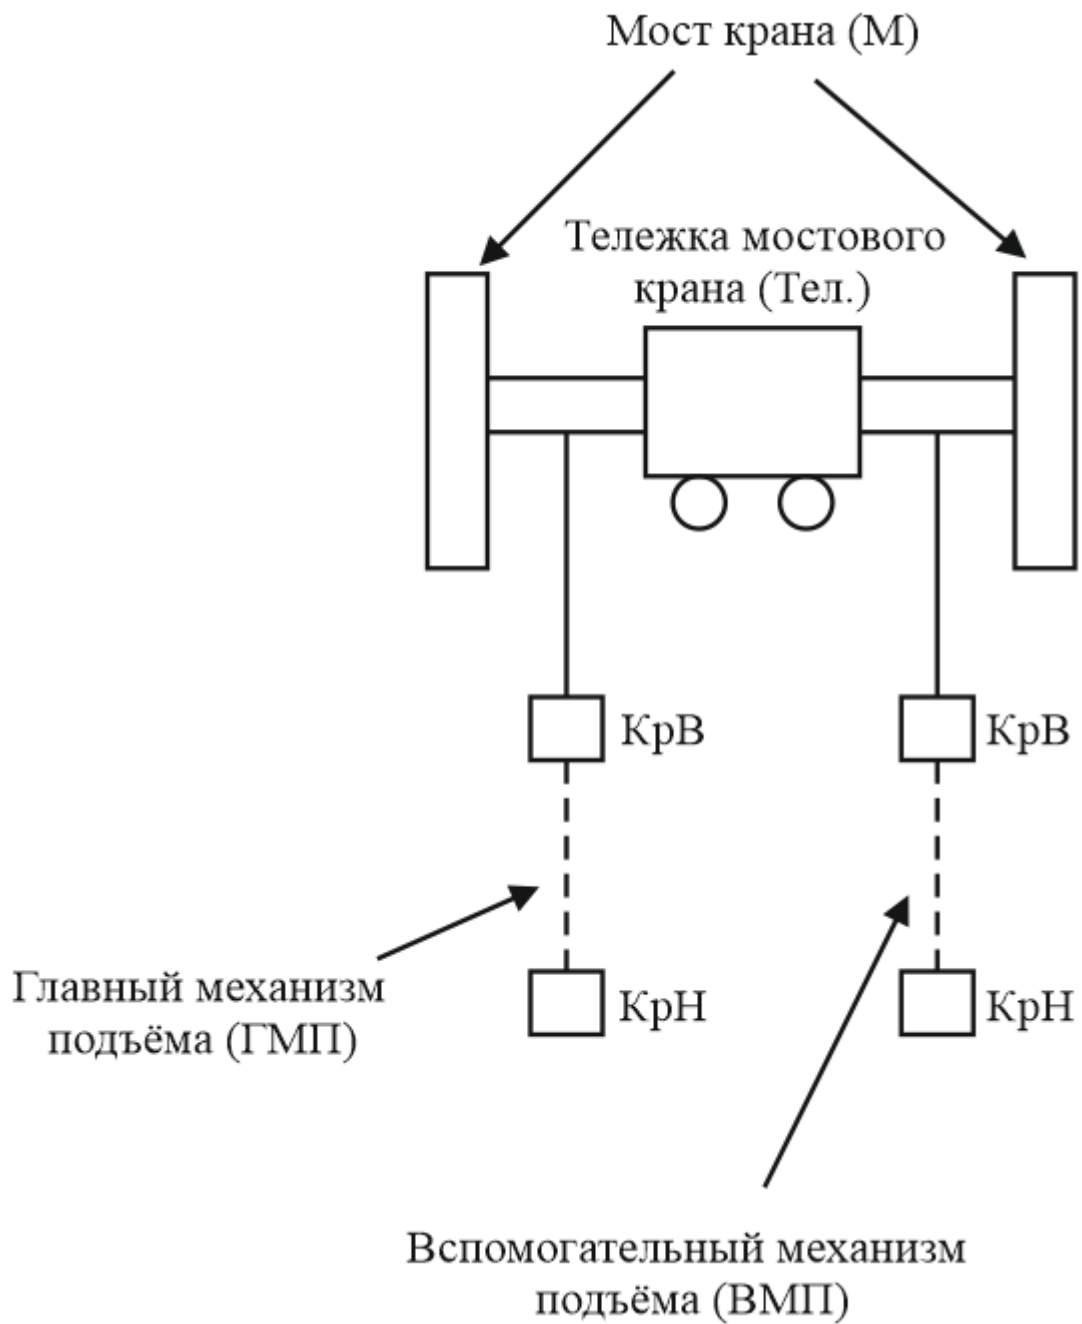 Мост крана (М)
Тележка мостового
крана (Тел.)
КрВ
КрВ
Главный механизм
подъёма (ГМП)
КрН
КрН
Вспомогательный механизм
подъёма (ВМП)